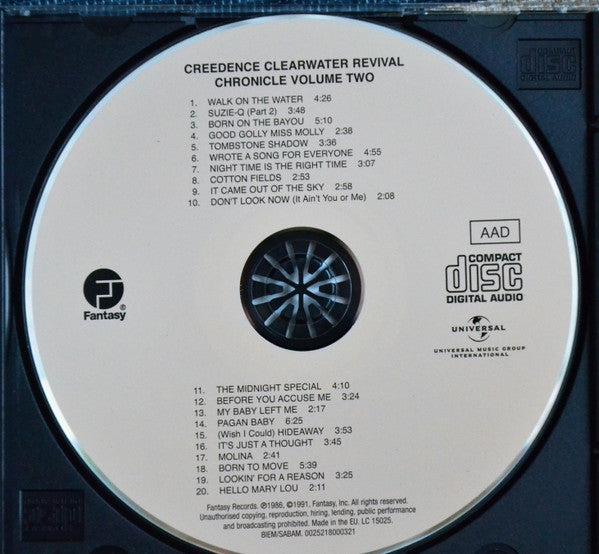 CREEDENCE CLEARWATER REVIVAL
CHRONICLE VOLUME TWO
1. WALK ON THE WATER 4:26
2. SUZIE-Q (Part 2) 3:48
3. BORN ON THE BAYOU 5:10
4. GOOD GOLLY MISS MOLLY 2:38
5. TOMBSTONE SHADOW 3:36
6. WROTE A SONG FOR EVERYONE 4:55
7. NIGHT TIME IS THE RIGHT TIME 3:07
8. COTTON FIELDS 2:53
9. IT CAME OUT OF THE SKY 2:58
10. DON'T LOOK NOW (It Ain't You or Me) 2:08
COMPACT
disc
DIGITAL AUDIO
AAD
COMPACT
disc
DIGITAL AUDIO
F
®
Fantasy
UNIVERSAL
UNIVERSAL MUSIC GROUP
INTERNATIONAL
11. THE MIDNIGHT SPECIAL 4:10
12. BEFORE YOU ACCUSE ME 3:24
13. MY BABY LEFT ME 2:17
14. PAGAN BABY 6:25
15. (Wish I Could) HIDEAWAY 3:53
16. IT'S JUST A THOUGHT 3:45
17. MOLINA 2:41
18. BORN TO MOVE 5:39
19. LOOKIN' FOR A REASON 3:25
20. HELLO MARY LOU 2:11
Fantasy Records. ℗1986, ©1991, Fantasy, Inc. All rights reserved.
Unauthorised copying, reproduction, hiring, lending, public performance
and broadcasting prohibited. Made in the EU. LC 15025.
BIEM/SABAM. 0025218000321